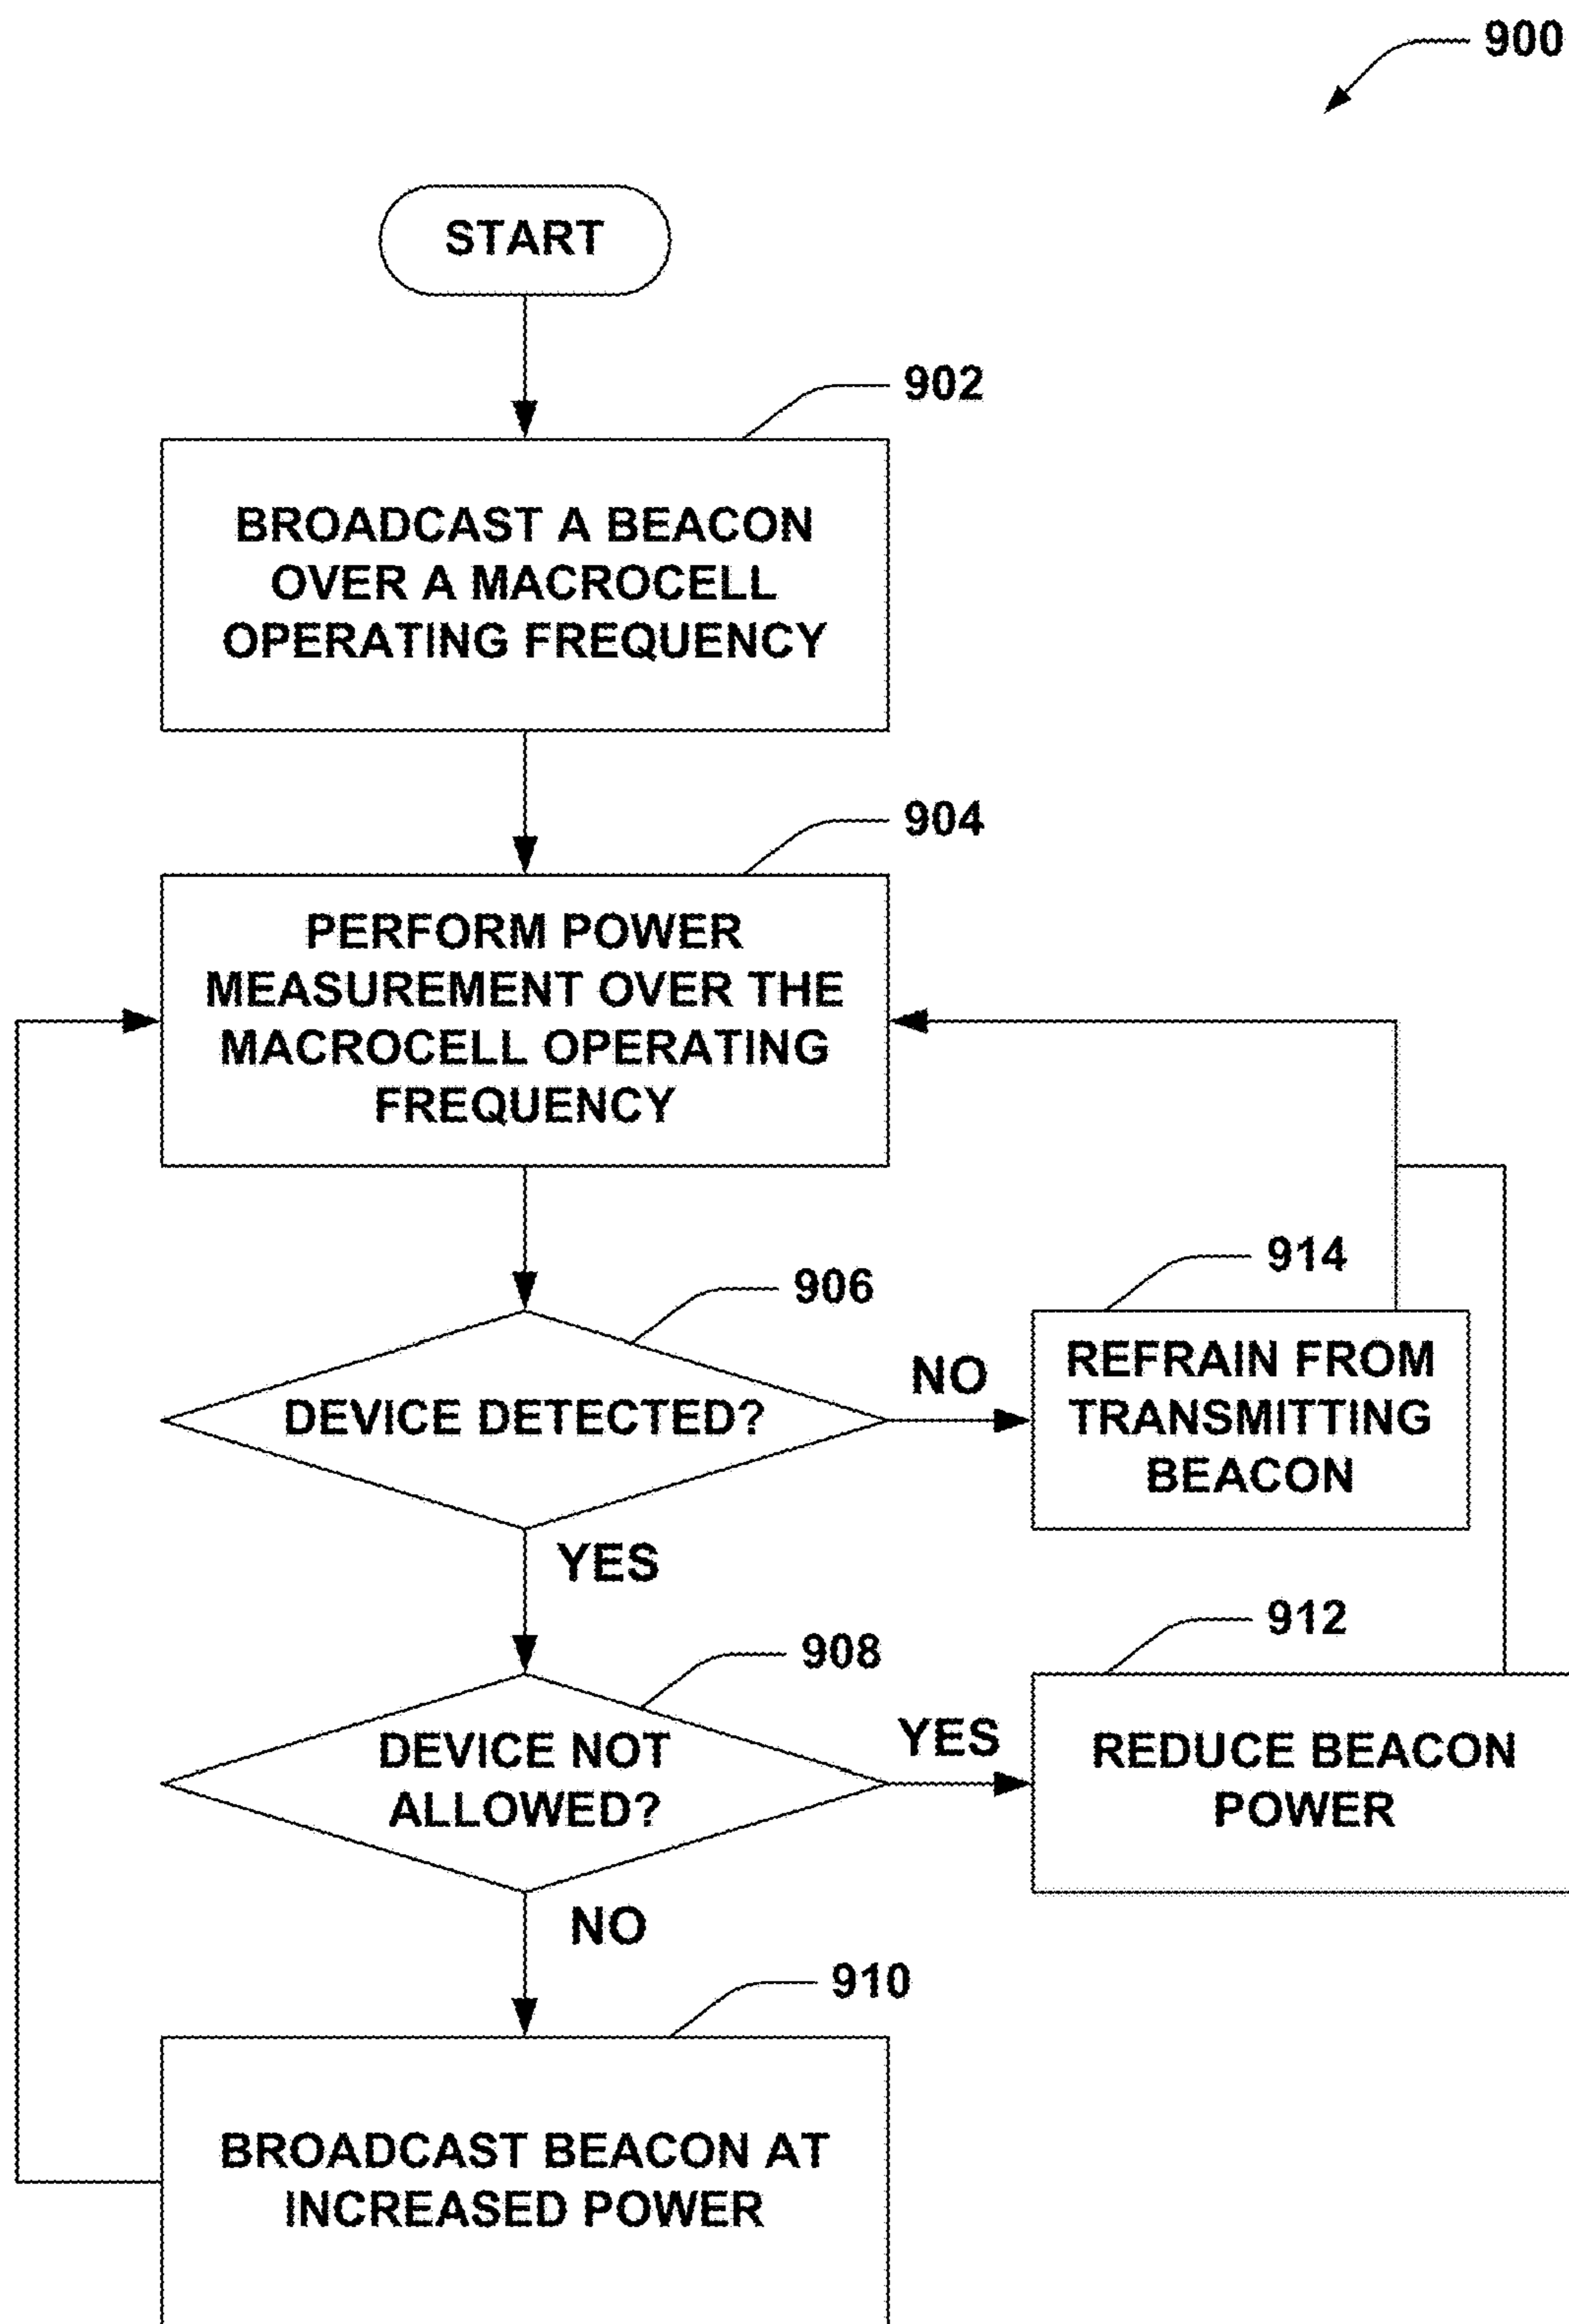 900
START
902
BROADCAST A BEACON
OVER A MACROCELL
OPERATING FREQUENCY
904
PERFORM POWER
MEASUREMENT OVER THE
MACROCELL OPERATING
FREQUENCY
906
DEVICE DETECTED?
NO
914
REFRAIN FROM
TRANSMITTING
BEACON
YES
908
DEVICE NOT
ALLOWED?
YES
912
REDUCE BEACON
POWER
NO
910
BROADCAST BEACON AT
INCREASED POWER